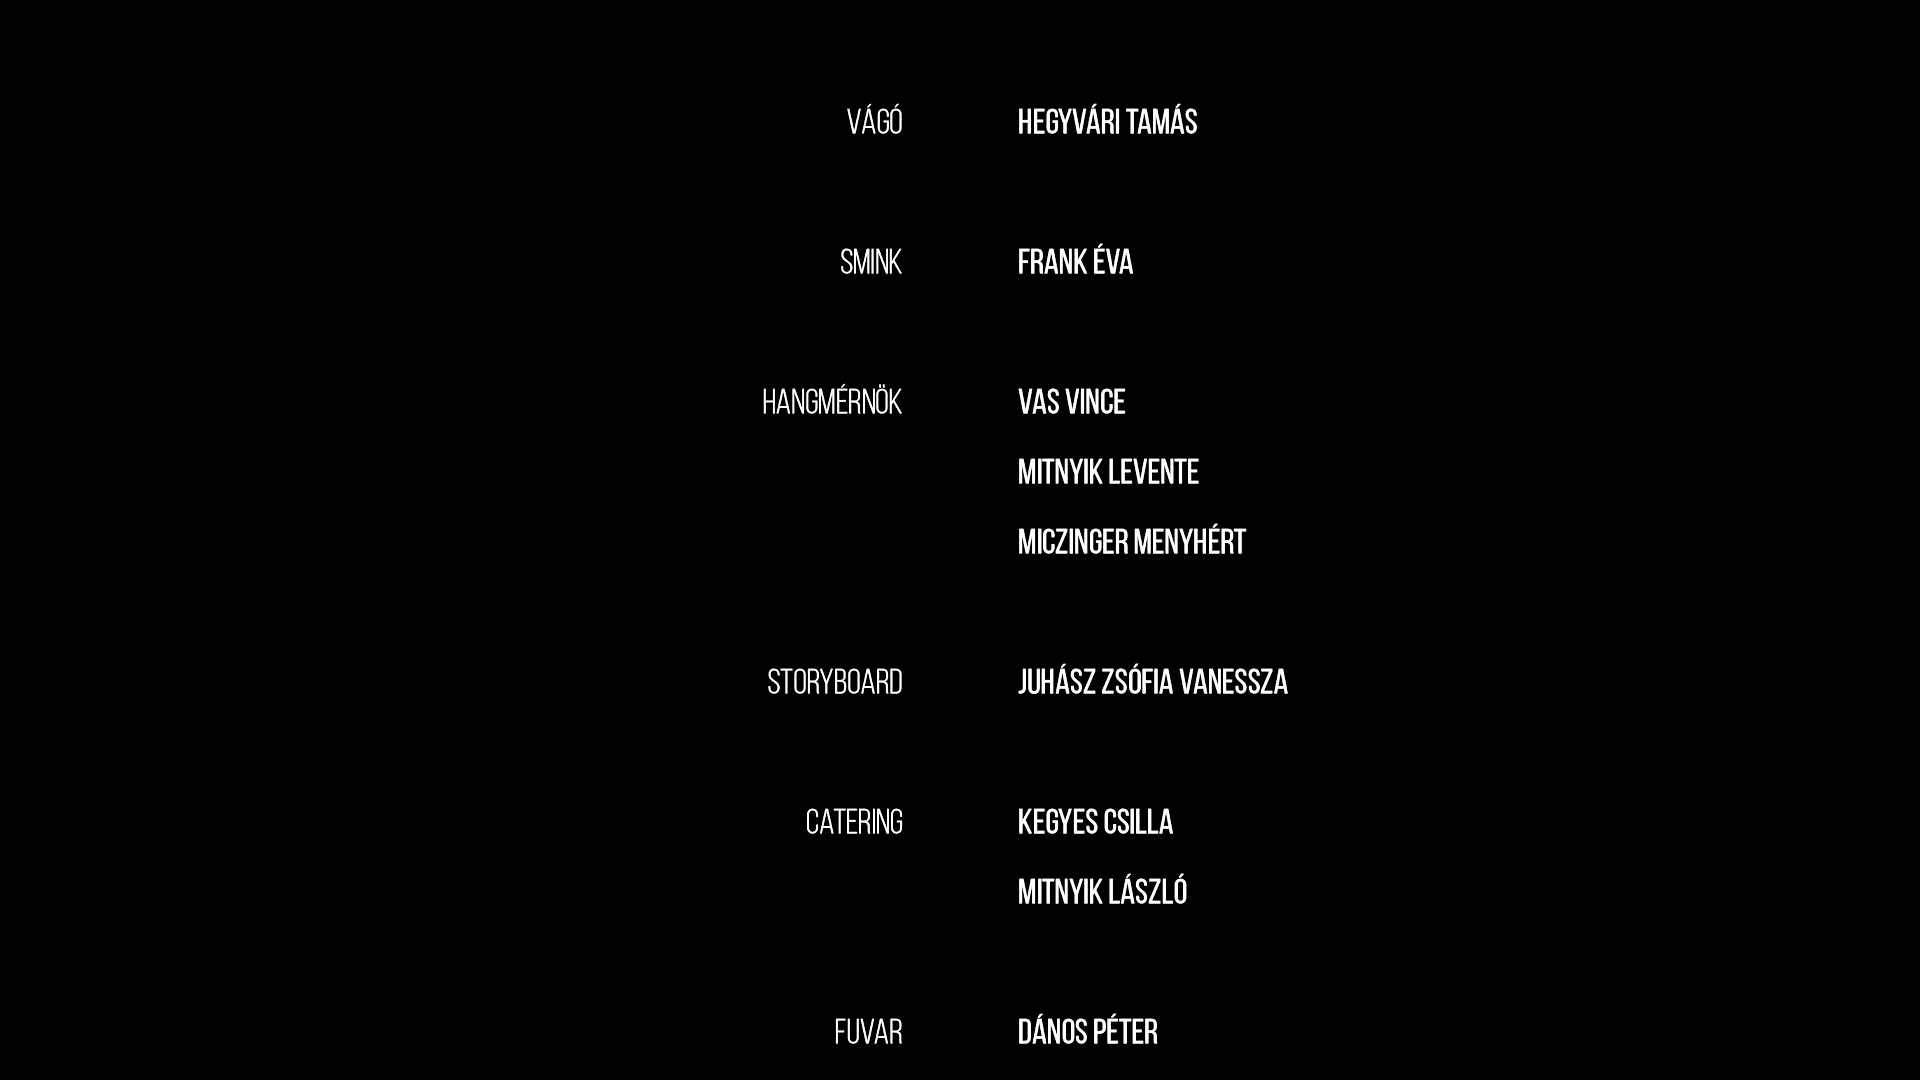 VÁGÓ HEGYVÁRI TAMÁS
SMINK FRANK ÉVA
HANGMÉRNÖK VAS VINCE
MITNYIK LEVENTE
MICZINGER MENYHÉRT
STORYBOARD JUHÁSZ ZSÓFIA VANESSZA
CATERING KEGYES CSILLA
MITNYIK LÁSZLÓ
FUVAR DÁNOS PÉTER